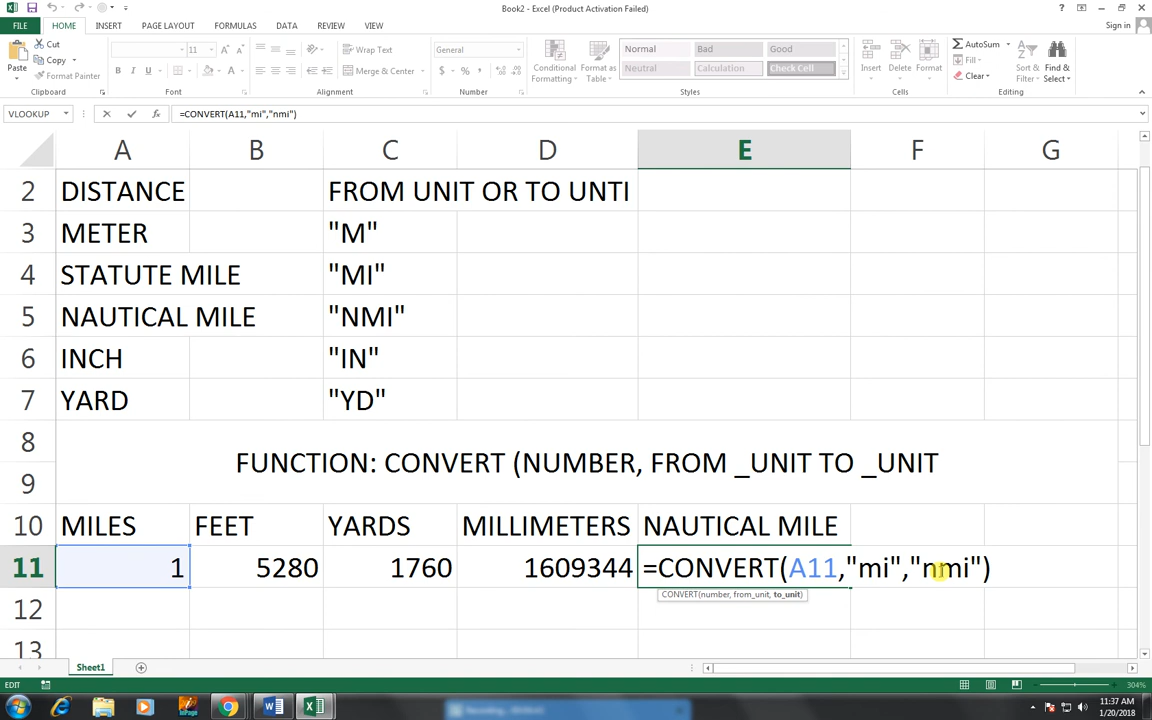 Book2 - Excel (Product Activation Failed)
FILE HOME INSERT PAGE LAYOUT FORMULAS DATA REVIEW VIEW Sign in
Cut
Copy
Format Painter
Paste
Clipboard
11
B I U
Font
Wrap Text
Merge & Center
Alignment
General
$ % ,
Number
Conditional Formatting
Format as Table
Normal Bad Good
Neutral Calculation Check Cell
Styles
Insert Delete Format
Cells
AutoSum
Fill
Clear
Sort & Filter
Find & Select
Editing
VLOOKUP =CONVERT(A11,"mi","nmi")
A B C D E F G
2 DISTANCE FROM UNIT OR TO UNTI
3 METER "M"
4 STATUTE MILE "MI"
5 NAUTICAL MILE "NMI"
6 INCH "IN"
7 YARD "YD"
8
FUNCTION: CONVERT (NUMBER, FROM _UNIT TO _UNIT
9
10 MILES FEET YARDS MILLIMETERS NAUTICAL MILE
11 1 5280 1760 1609344 =CONVERT(A11,"mi","nmi")
CONVERT(number, from_unit, to_unit)
12
13
Sheet1
EDIT 304%
11:37 AM
1/20/2018